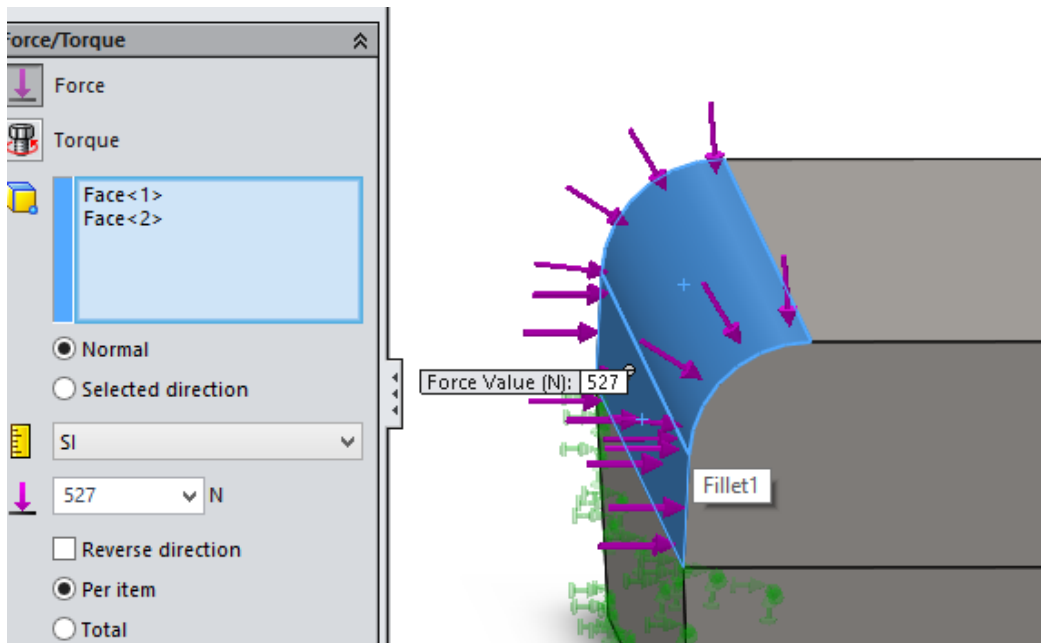 Force/Torque
Force
Torque
Face<1>
Face<2>
Normal
Selected direction
SI
527 N
Reverse direction
Per item
Total
Force Value (N): 527
Fillet1